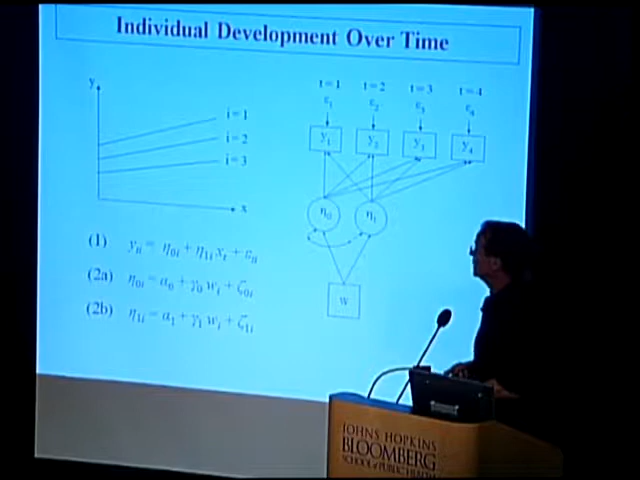 Individual Development Over Time
y
i = 1
i = 2
i = 3
x
t = 1 t = 2 t = 3 t = 4
ε₁ ε₂ ε₃ ε₄
y₁ y₂ y₃ y₄
η₀ η₁
w
(1) yₜᵢ = η₀ᵢ + η₁ᵢ xₜ + εₜᵢ
(2a) η₀ᵢ = α₀ + γ₀ wᵢ + ζ₀ᵢ
(2b) η₁ᵢ = α₁ + γ₁ wᵢ + ζ₁ᵢ
JOHNS HOPKINS
BLOOMBERG
SCHOOL of PUBLIC HEALTH